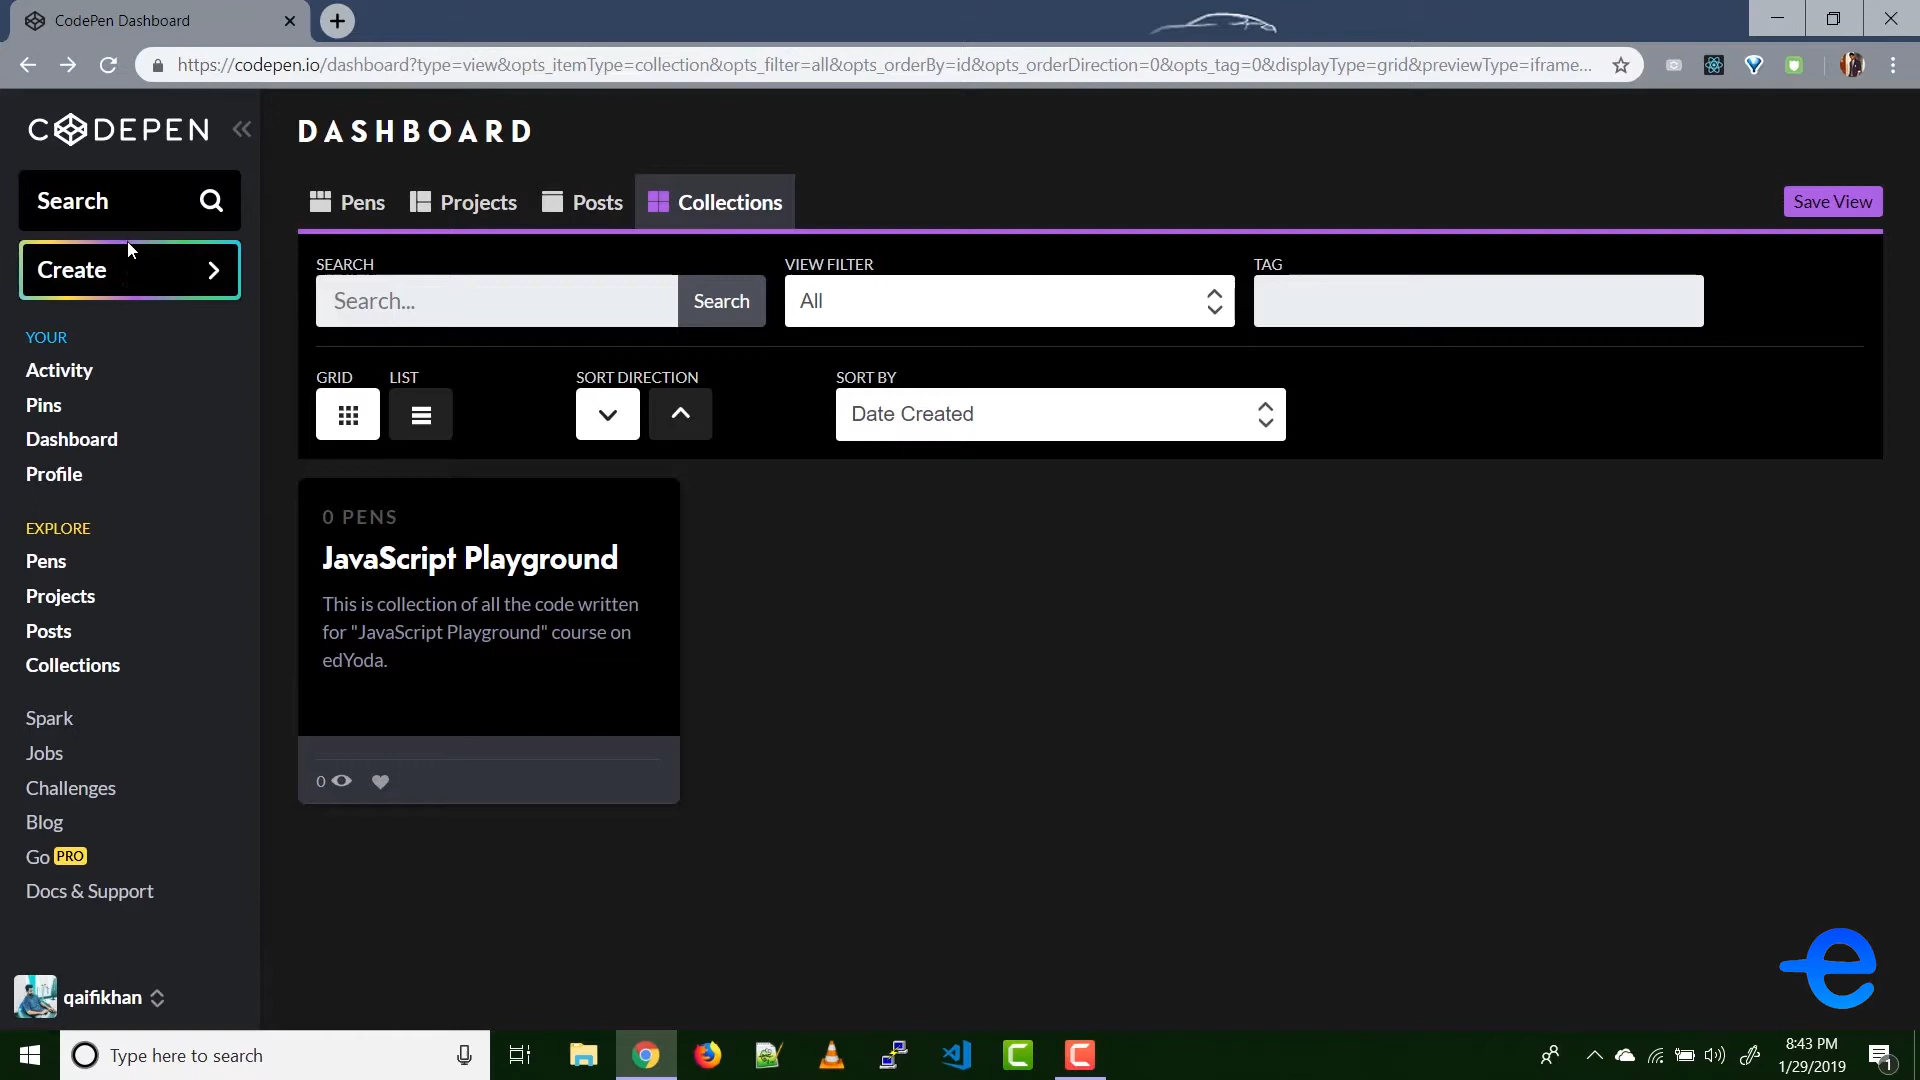 CodePen Dashboard
https://codepen.io/dashboard?type=view&opts_itemType=collection&opts_filter=all&opts_orderBy=id&opts_orderDirection=0&opts_tag=0&displayType=grid&previewType=iframe...
CODEPEN
DASHBOARD
Search
Create
Pens
Projects
Posts
Collections
Save View
SEARCH
VIEW FILTER
TAG
Search...
Search
All
GRID
LIST
SORT DIRECTION
SORT BY
Date Created
YOUR
Activity
Pins
Dashboard
Profile
EXPLORE
Pens
Projects
Posts
Collections
Spark
Jobs
Challenges
Blog
Go PRO
Docs & Support
qaifikhan
0 PENS
JavaScript Playground
This is collection of all the code written
for "JavaScript Playground" course on
edYoda.
0
e
Type here to search
8:43 PM
1/29/2019
1